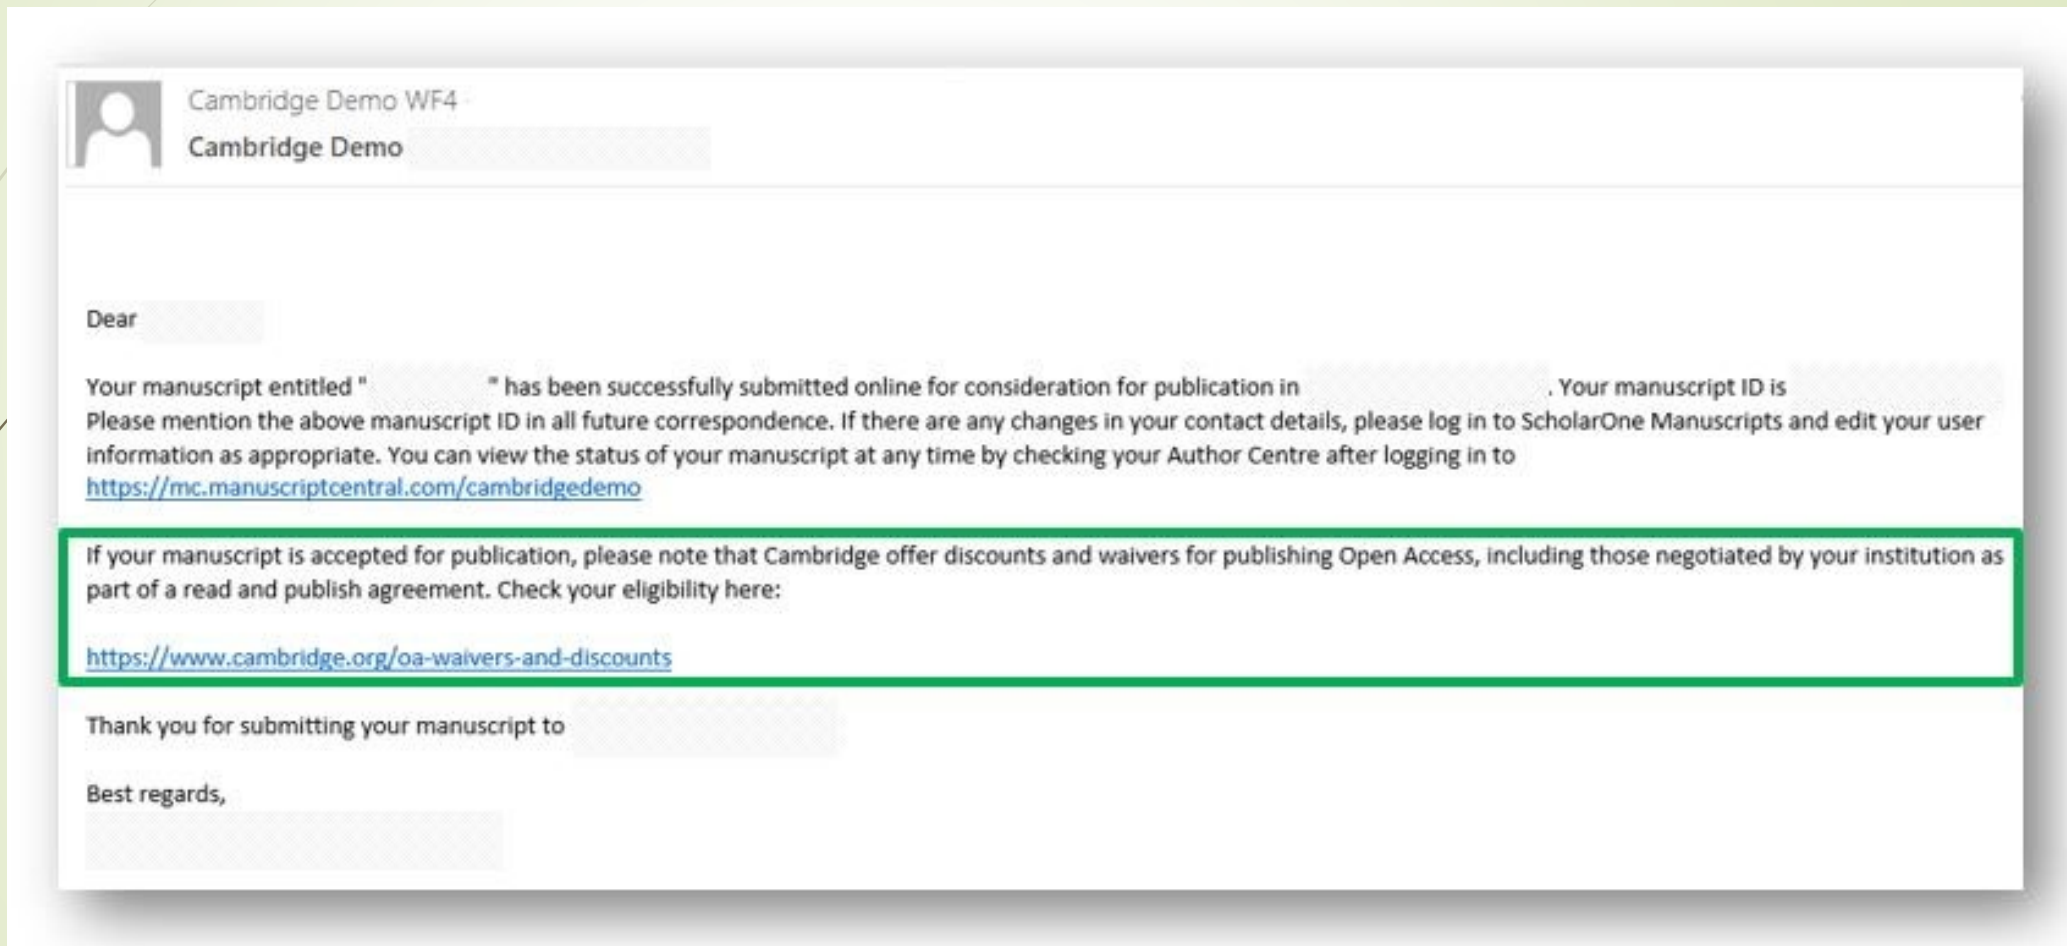 Cambridge Demo WF4
Cambridge Demo
Dear
Your manuscript entitled " " has been successfully submitted online for consideration for publication in . Your manuscript ID is
Please mention the above manuscript ID in all future correspondence. If there are any changes in your contact details, please log in to ScholarOne Manuscripts and edit your user
information as appropriate. You can view the status of your manuscript at any time by checking your Author Centre after logging in to
https://mc.manuscriptcentral.com/cambridgedemo
If your manuscript is accepted for publication, please note that Cambridge offer discounts and waivers for publishing Open Access, including those negotiated by your institution as
part of a read and publish agreement. Check your eligibility here:
https://www.cambridge.org/oa-waivers-and-discounts
Thank you for submitting your manuscript to
Best regards,